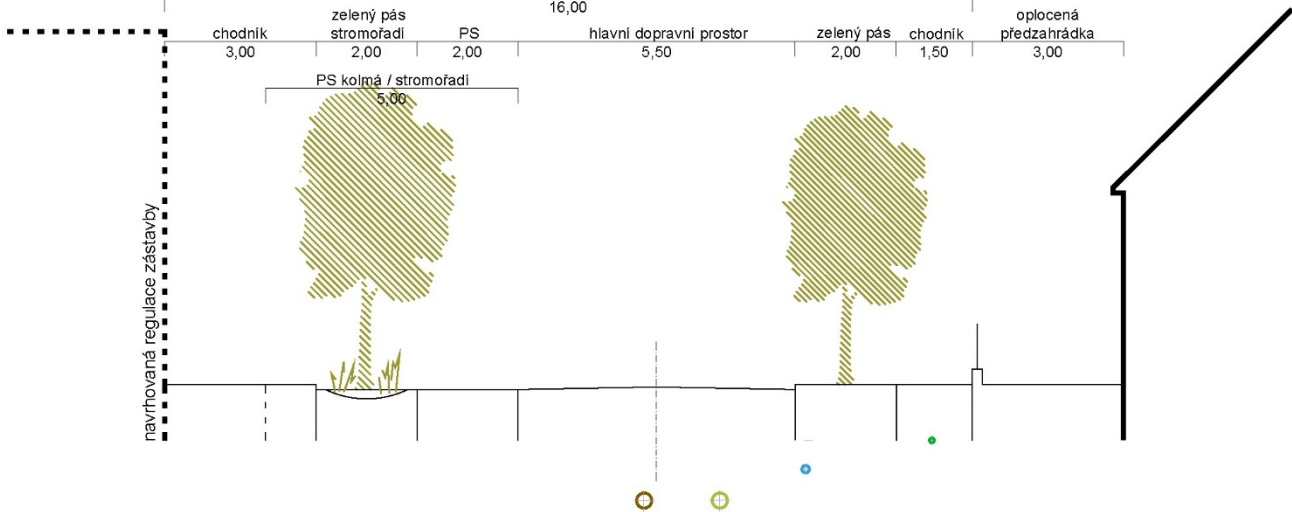 16,00
chodník
zelený pás
stromořadí
PS
hlavní dopravní prostor
zelený pás
chodník
oplocená
předzahrádka
3,00
2,00
2,00
5,50
2,00
1,50
3,00
PS kolmá / stromořadí
5,00
navrhovaná regulace zástavby